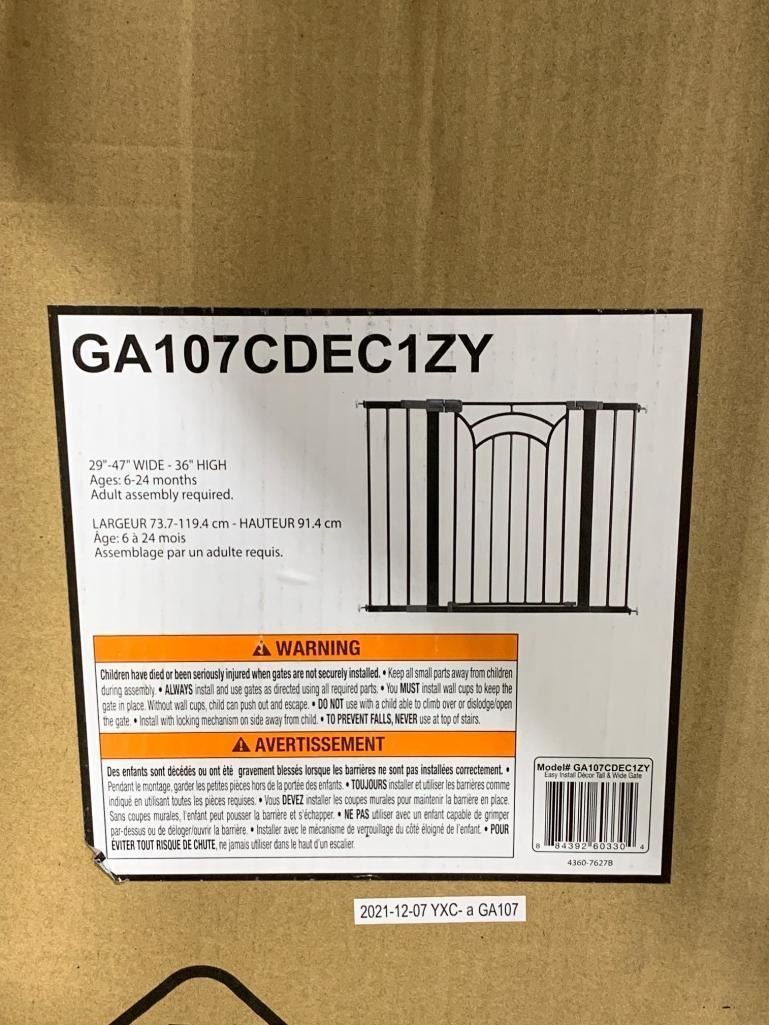 GA107CDEC1ZY
29"-47" WIDE - 36" HIGH
Ages: 6-24 months
Adult assembly required.
LARGEUR 73.7-119.4 cm - HAUTEUR 91.4 cm
Âge: 6 à 24 mois
Assemblage par un adulte requis.
WARNING
Children have died or been seriously injured when gates are not securely installed. • Keep all small parts away from children
during assembly. • ALWAYS install and use gates as directed using all required parts. • You MUST install wall cups to keep the
gate in place. Without wall cups, child can push out and escape. • DO NOT use with a child able to climb over or dislodge/open
the gate. • Install with locking mechanism on side away from child. • TO PREVENT FALLS, NEVER use at top of stairs.
AVERTISSEMENT
Des enfants sont décédés ou ont été gravement blessés lorsque les barrières ne sont pas installées correctement. •
Pendant le montage, garder les petites pièces hors de la portée des enfants. • TOUJOURS installer et utiliser les barrières comme
indiqué en utilisant toutes les pièces requises. • Vous DEVEZ installer les coupes murales pour maintenir la barrière en place.
Sans coupes murales, l'enfant peut pousser la barrière et s'échapper. • NE PAS utiliser avec un enfant capable de grimper
par-dessus ou de déloger/ouvrir la barrière. • Installer avec le mécanisme de verrouillage du côté éloigné de l'enfant. • POUR
ÉVITER TOUT RISQUE DE CHUTE, ne jamais utiliser dans le haut d'un escalier.
Model# GA107CDEC1ZY
Easy Install Décor Tall & Wide Gate
8 84392 60330 4
4360-7627B
2021-12-07 YXC- a GA107